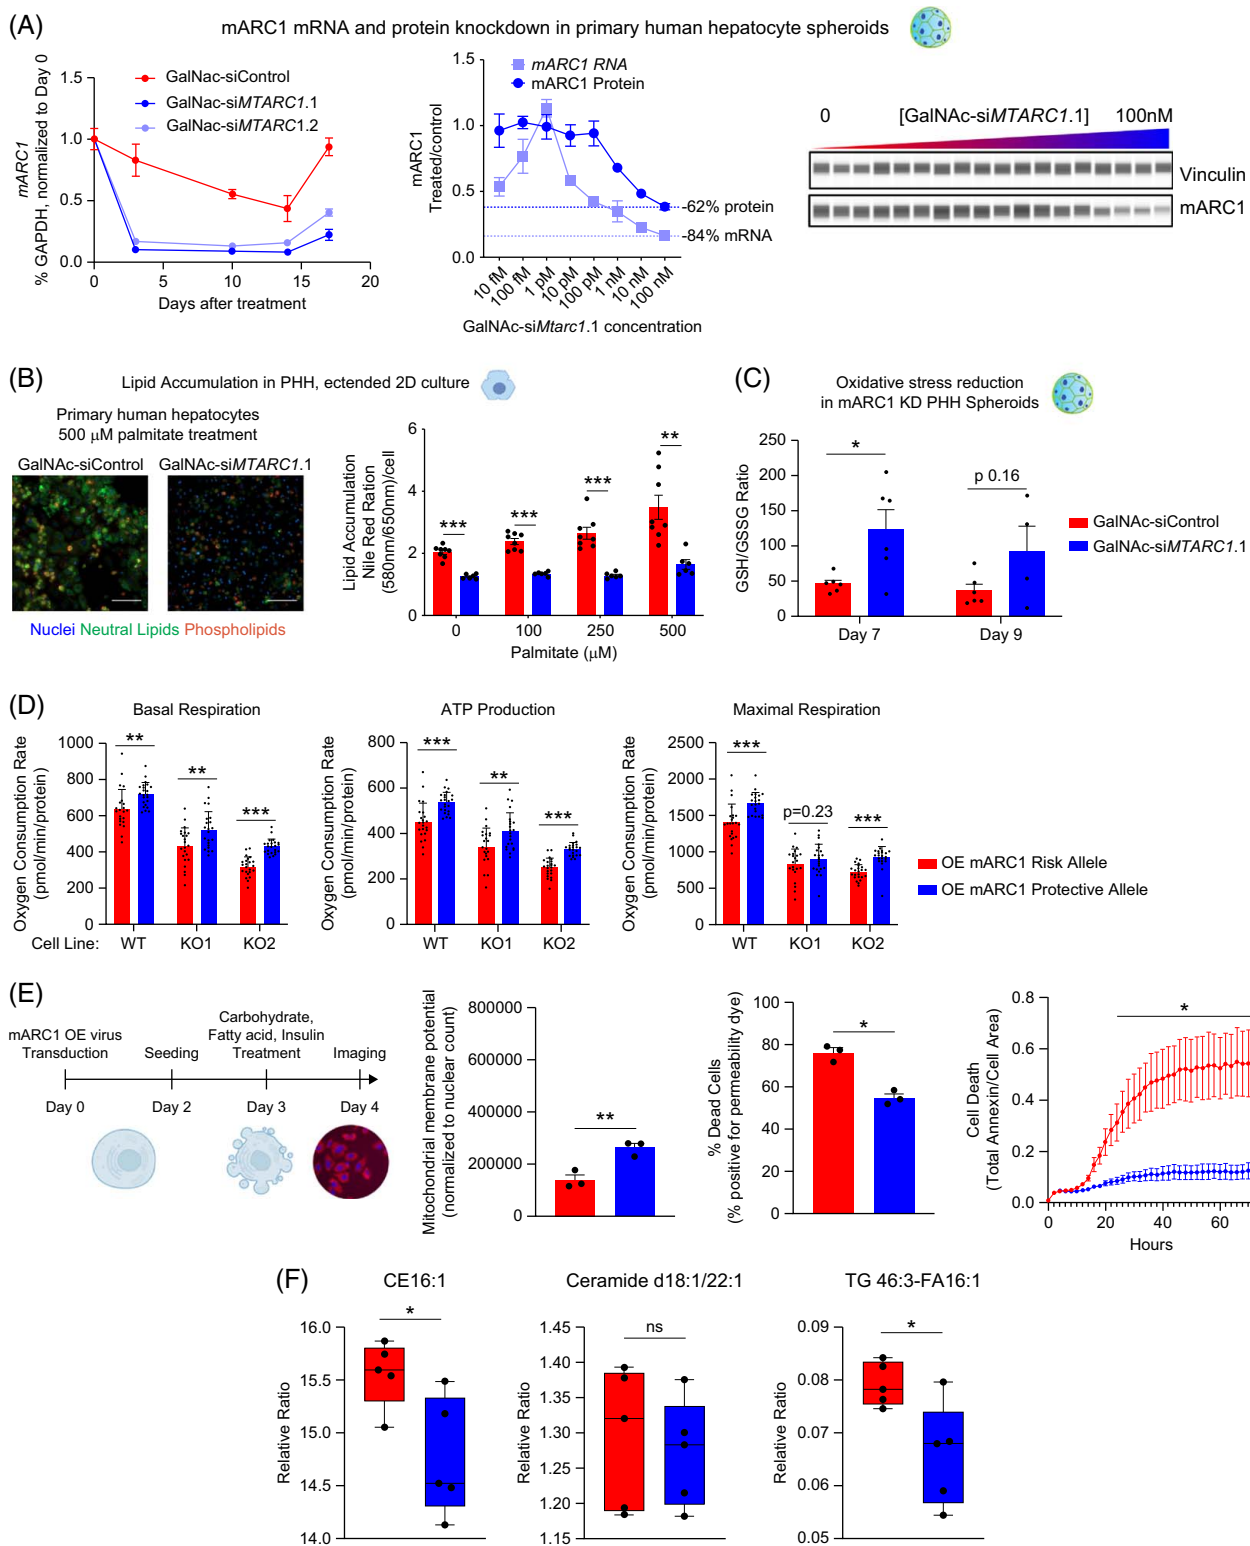 (A)
mARC1 mRNA and protein knockdown in primary human hepatocyte spheroids
mARC1
% GAPDH, normalized to Day 0
1.5
1.0
0.5
0.0
0 5 10 15 20
Days after treatment
GalNac-siControl
GalNac-siMTARC1.1
GalNac-siMTARC1.2
mARC1
Treated/control
1.5
1.0
0.5
0.0
mARC1 RNA
mARC1 Protein
-62% protein
-84% mRNA
10 fM 100 fM 1 pM 10 pM 100 pM 1 nM 10 nM 100 nM
GalNAc-siMtarc1.1 concentration
0 [GalNAc-siMTARC1.1] 100nM
Vinculin
mARC1
(B)
Lipid Accumulation in PHH, ectended 2D culture
Primary human hepatocytes
500 μM palmitate treatment
GalNAc-siControl GalNAc-siMTARC1.1
Nuclei Neutral Lipids Phospholipids
Lipid Accumulation
Nile Red Ration
(580nm/650nm)/cell
6
4
2
0
*** *** *** **
0 100 250 500
Palmitate (μM)
(C)
Oxidative stress reduction
in mARC1 KD PHH Spheroids
GSH/GSSG Ratio
250
200
150
100
50
0
*
p 0.16
Day 7 Day 9
GalNAc-siControl
GalNAc-siMTARC1.1
(D)
Basal Respiration
Oxygen Consumption Rate
(pmol/min/protein)
1000
800
600
400
200
0
** ** ***
Cell Line: WT KO1 KO2
ATP Production
Oxygen Consumption Rate
(pmol/min/protein)
800
600
400
200
0
*** ** ***
WT KO1 KO2
Maximal Respiration
Oxygen Consumption Rate
(pmol/min/protein)
2500
2000
1500
1000
500
0
*** p=0.23 ***
WT KO1 KO2
OE mARC1 Risk Allele
OE mARC1 Protective Allele
(E)
mARC1 OE virus
Transduction
Seeding
Carbohydrate,
Fatty acid, Insulin
Treatment
Imaging
Day 0 Day 2 Day 3 Day 4
Mitochondrial membrane potential
(normalized to nuclear count)
800000
600000
400000
200000
0
**
% Dead Cells
(% positive for permeability dye)
100
80
60
40
20
0
*
Cell Death
(Total Annexin/Cell Area)
0.8
0.6
0.4
0.2
0.0
*
0 20 40 60
Hours
(F)
CE16:1
Relative Ratio
16.0
15.5
15.0
14.5
14.0
*
Ceramide d18:1/22:1
Relative Ratio
1.45
1.40
1.35
1.30
1.25
1.20
1.15
ns
TG 46:3-FA16:1
Relative Ratio
0.09
0.08
0.07
0.06
0.05
*